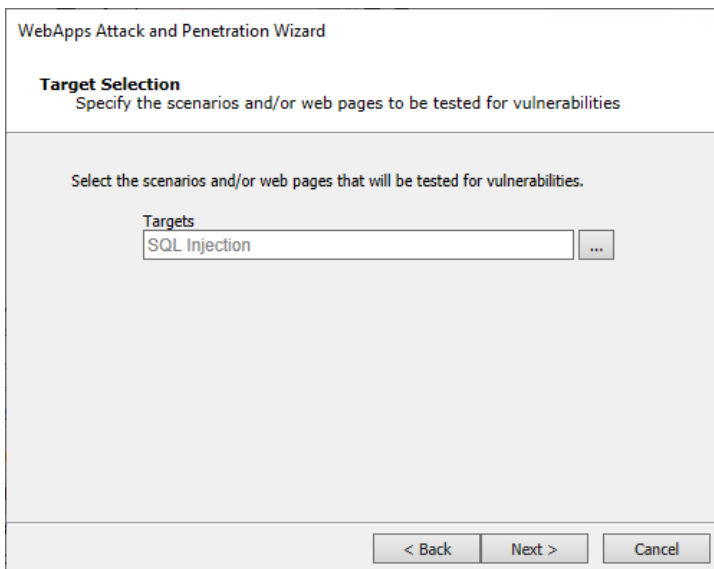 WebApps Attack and Penetration Wizard
Target Selection
Specify the scenarios and/or web pages to be tested for vulnerabilities
Select the scenarios and/or web pages that will be tested for vulnerabilities.
Targets
SQL Injection
...
< Back
Next >
Cancel